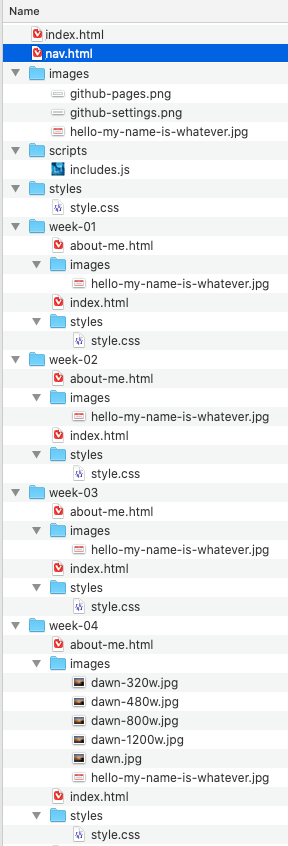 Name
index.html
nav.html
images
github-pages.png
github-settings.png
hello-my-name-is-whatever.jpg
scripts
includes.js
styles
style.css
week-01
about-me.html
images
hello-my-name-is-whatever.jpg
index.html
styles
style.css
week-02
about-me.html
images
hello-my-name-is-whatever.jpg
index.html
styles
style.css
week-03
about-me.html
images
hello-my-name-is-whatever.jpg
index.html
styles
style.css
week-04
about-me.html
images
dawn-320w.jpg
dawn-480w.jpg
dawn-800w.jpg
dawn-1200w.jpg
dawn.jpg
hello-my-name-is-whatever.jpg
index.html
styles
style.css